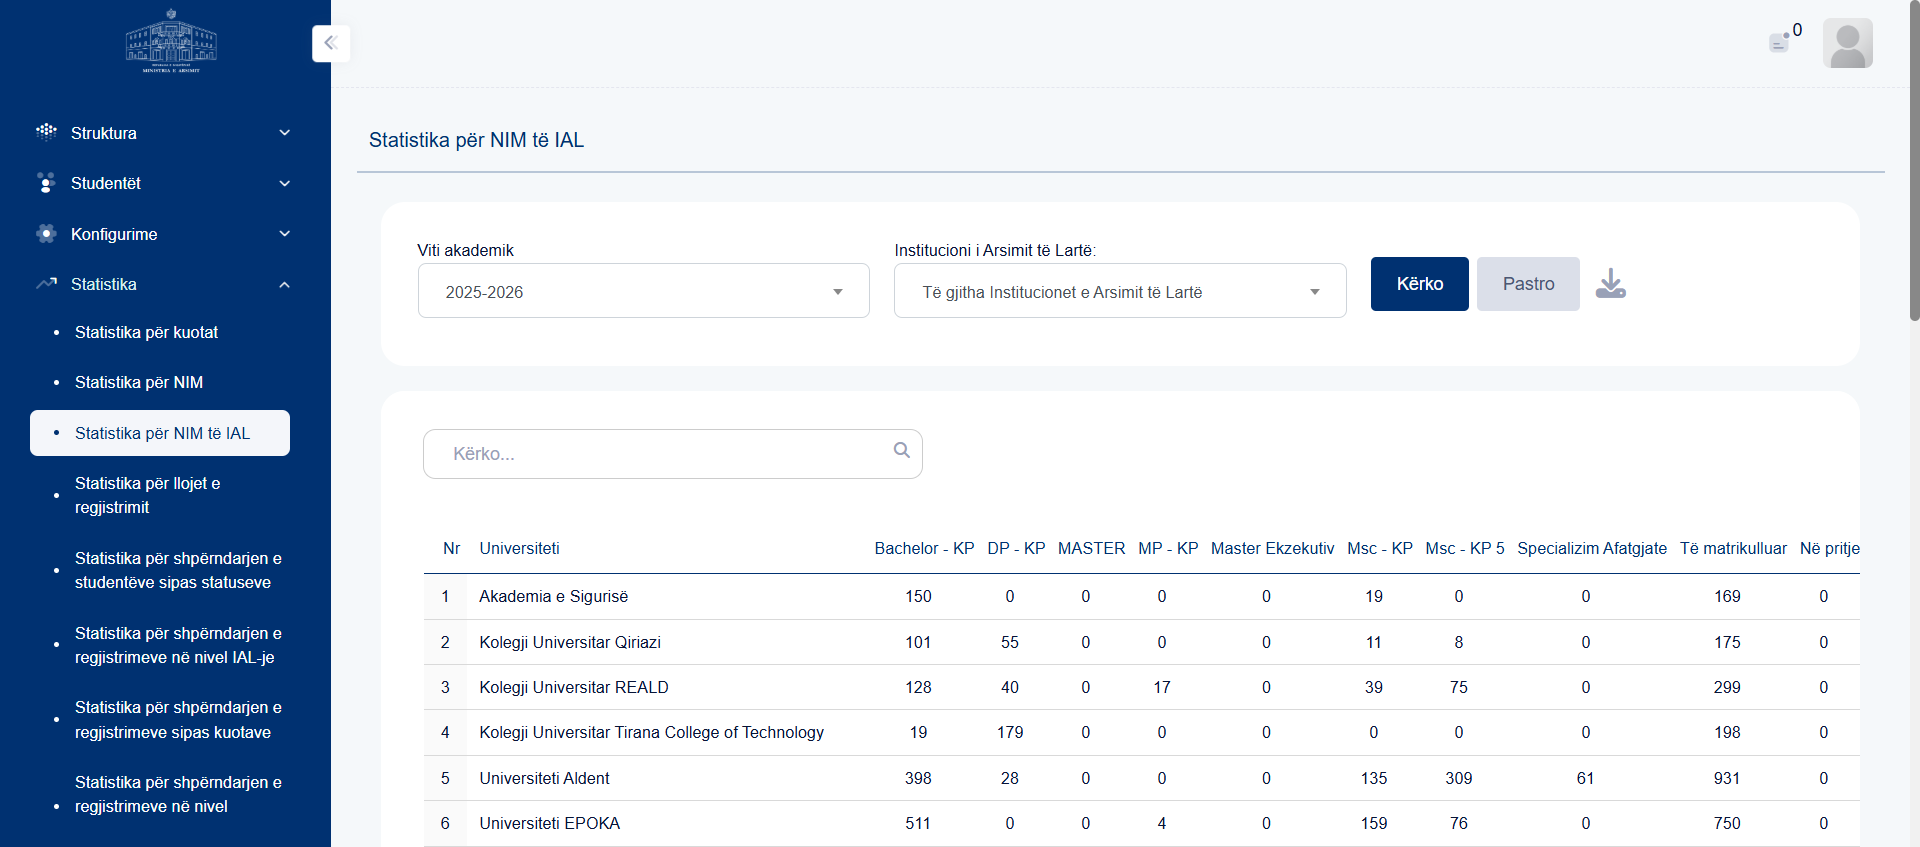 MINISTRIA E ARSIMIT
0
Struktura
Studentët
Konfigurime
Statistika
Statistika për kuotat
Statistika për NIM
Statistika për NIM të IAL
Statistika për llojet e
regjistrimit
Statistika për shpërndarjen e
studentëve sipas statuseve
Statistika për shpërndarjen e
regjistrimeve në nivel IAL-je
Statistika për shpërndarjen e
regjistrimeve sipas kuotave
Statistika për shpërndarjen e
regjistrimeve në nivel
Statistika për NIM të IAL
Viti akademik
2025-2026
Institucioni i Arsimit të Lartë:
Të gjitha Institucionet e Arsimit të Lartë
Kërko
Pastro
Kërko...
Nr Universiteti Bachelor - KP DP - KP MASTER MP - KP Master Ekzekutiv Msc - KP Msc - KP 5 Specializim Afatgjate Të matrikulluar Në pritje
1 Akademia e Sigurisë 150 0 0 0 0 19 0 0 169 0
2 Kolegji Universitar Qiriazi 101 55 0 0 0 11 8 0 175 0
3 Kolegji Universitar REALD 128 40 0 17 0 39 75 0 299 0
4 Kolegji Universitar Tirana College of Technology 19 179 0 0 0 0 0 0 198 0
5 Universiteti Aldent 398 28 0 0 0 135 309 61 931 0
6 Universiteti EPOKA 511 0 0 4 0 159 76 0 750 0